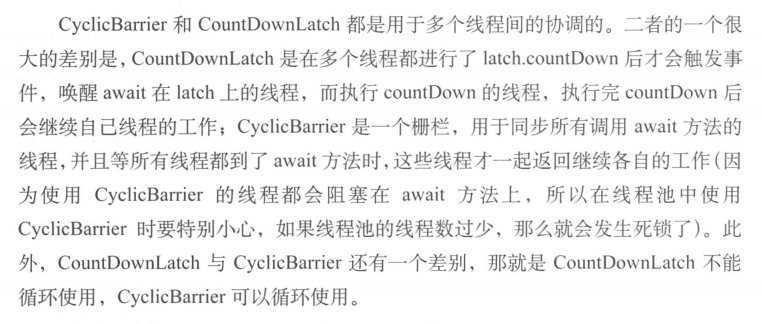 CyclicBarrier 和 CountDownLatch 都是用于多个线程间的协调的。二者的一个很
大的差别是，CountDownLatch 是在多个线程都进行了 latch.countDown 后才会触发事
件，唤醒 await 在 latch 上的线程，而执行 countDown 的线程，执行完 countDown 后
会继续自己线程的工作；CyclicBarrier 是一个栅栏，用于同步所有调用 await 方法的
线程，并且等所有线程都到了 await 方法时，这些线程才一起返回继续各自的工作（因
为使用 CyclicBarrier 的线程都会阻塞在 await 方法上，所以在线程池中使用
CyclicBarrier 时要特别小心，如果线程池的线程数过少，那么就会发生死锁了）。此
外，CountDownLatch 与 CyclicBarrier 还有一个差别，那就是 CountDownLatch 不能
循环使用，CyclicBarrier 可以循环使用。